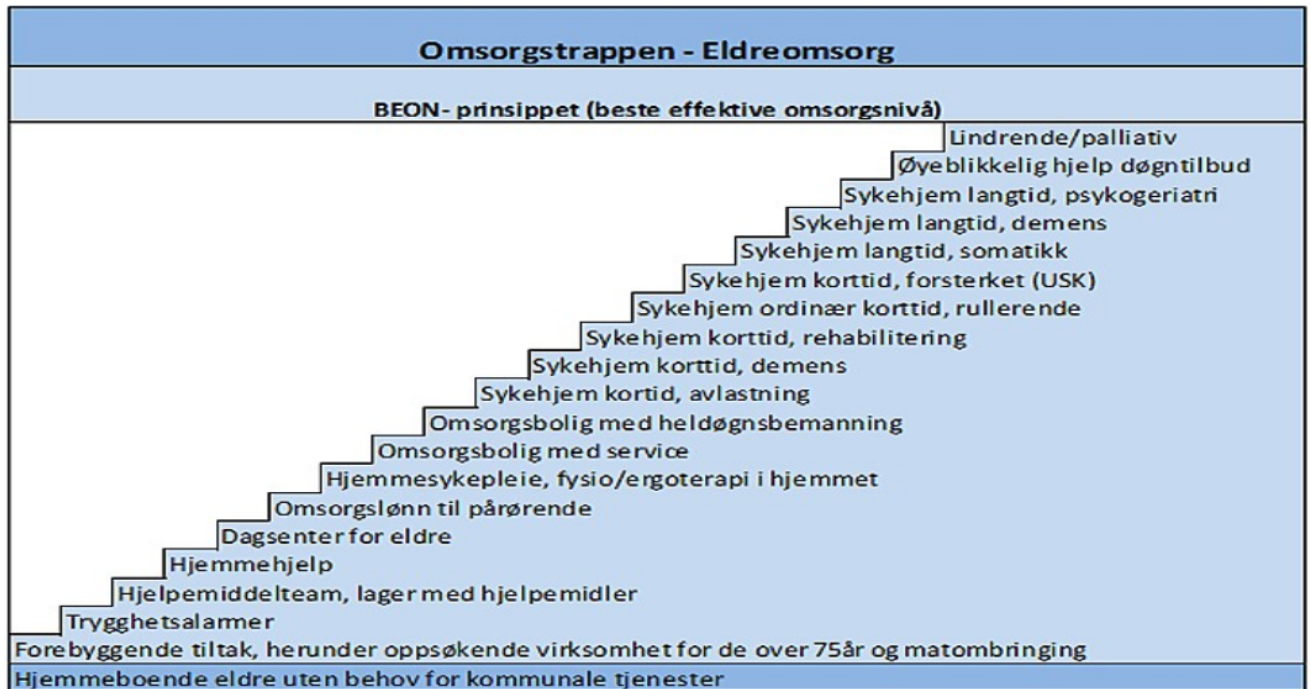 Omsorgstrappen - Eldreomsorg
BEON- prinsippet (beste effektive omsorgsnivå)
Lindrende/palliativ
Øyeblikkelig hjelp døgntilbud
Sykehjem langtid, psykogeriatri
Sykehjem langtid, demens
Sykehjem langtid, somatikk
Sykehjem korttid, forsterket (USK)
Sykehjem ordinær korttid, rullerende
Sykehjem korttid, rehabilitering
Sykehjem korttid, demens
Sykehjem kortid, avlastning
Omsorgsbolig med heldøgnsbemanning
Omsorgsbolig med service
Hjemmesykepleie, fysio/ergoterapi i hjemmet
Omsorgslønn til pårørende
Dagsenter for eldre
Hjemmehjelp
Hjelpemiddelteam, lager med hjelpemidler
Trygghetsalarmer
Forebyggende tiltak, herunder oppsøkende virksomhet for de over 75år og matombringing
Hjemmeboende eldre uten behov for kommunale tjenester